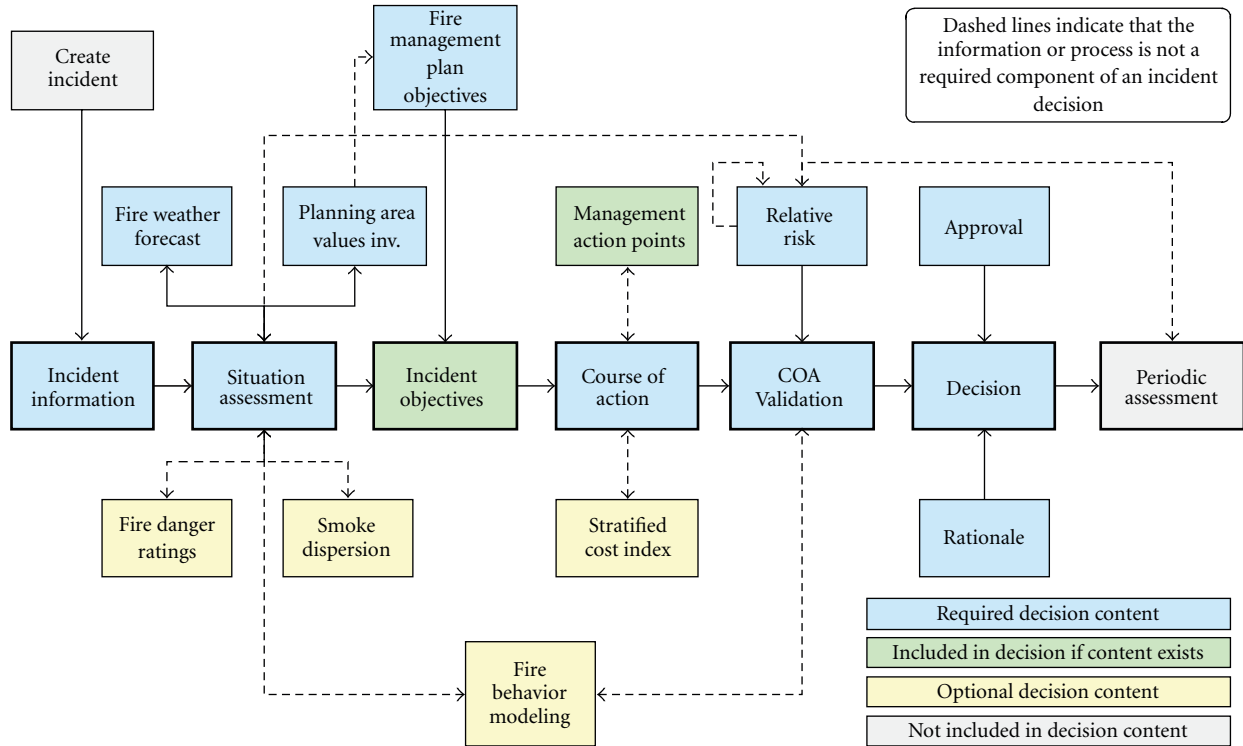 Create
incident
Fire
management
plan
objectives
Dashed lines indicate that the
information or process is not a
required component of an incident
decision
Fire weather
forecast
Planning area
values inv.
Management
action points
Relative
risk
Approval
Incident
information
Situation
assessment
Incident
objectives
Course of
action
COA
Validation
Decision
Periodic
assessment
Fire danger
ratings
Smoke
dispersion
Stratified
cost index
Rationale
Fire
behavior
modeling
Required decision content
Included in decision if content exists
Optional decision content
Not included in decision content